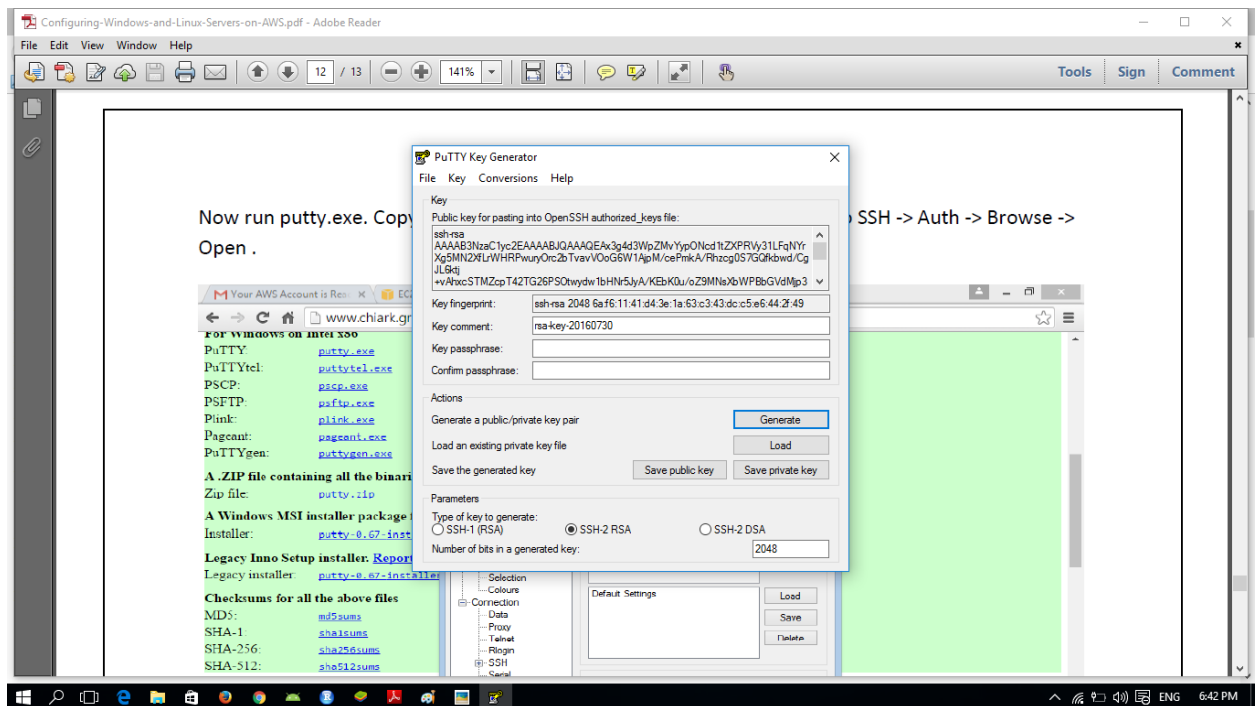 Configuring-Windows-and-Linux-Servers-on-AWS.pdf - Adobe Reader
File Edit View Window Help
12 / 13 141% Tools Sign Comment
PuTTY Key Generator
File Key Conversions Help
Key
Public key for pasting into OpenSSH authorized_keys file:
ssh-rsa
AAAAB3NzaC1yc2EAAAABJQAAAQEAx3g4d3WpZMvYypONcd1tZXPRVy31LFqNYr
Xg5MN2XfLrWHRPwuryOrc2bTvavVOoG6W1AjpM/cePmkA/Rhzcg0S7GQfkbwd/Cg
JL6ktj
+vAhxcSTMZcpT42TG26PSOtwydw1bHNr5JyA/KEbK0u/oZ9MNsXbWPBbGVdMjp3
Key fingerprint: ssh-rsa 2048 6a:f6:11:41:d4:3e:1a:63:c3:43:dc:c5:e6:44:2f:49
Key comment: rsa-key-20160730
Key passphrase:
Confirm passphrase:
Actions
Generate a public/private key pair Generate
Load an existing private key file Load
Save the generated key Save public key Save private key
Parameters
Type of key to generate:
SSH-1 (RSA) SSH-2 RSA SSH-2 DSA
Number of bits in a generated key: 2048
Now run putty.exe. Copy SSH -> Auth -> Browse ->
Open .
Your AWS Account is Rea EC
www.chiark.gr
For Windows on Intel x86
PuTTY: putty.exe
PuTTYtel: puttytel.exe
PSCP: pscp.exe
PSFTP: psftp.exe
Plink: plink.exe
Pageant: pageant.exe
PuTTYgen: puttygen.exe
A .ZIP file containing all the binari
Zip file: putty.zip
A Windows MSI installer package
Installer: putty-0.67-inst
Legacy Inno Setup installer. Report
Legacy installer: putty-0.67-installer
Checksums for all the above files
MD5: md5sums
SHA-1: sha1sums
SHA-256: sha256sums
SHA-512: sha512sums
Selection
Colours
Connection
Data
Proxy
Telnet
Rlogin
SSH
Serial
Default Settings
Load
Save
Delete
ENG 6:42 PM